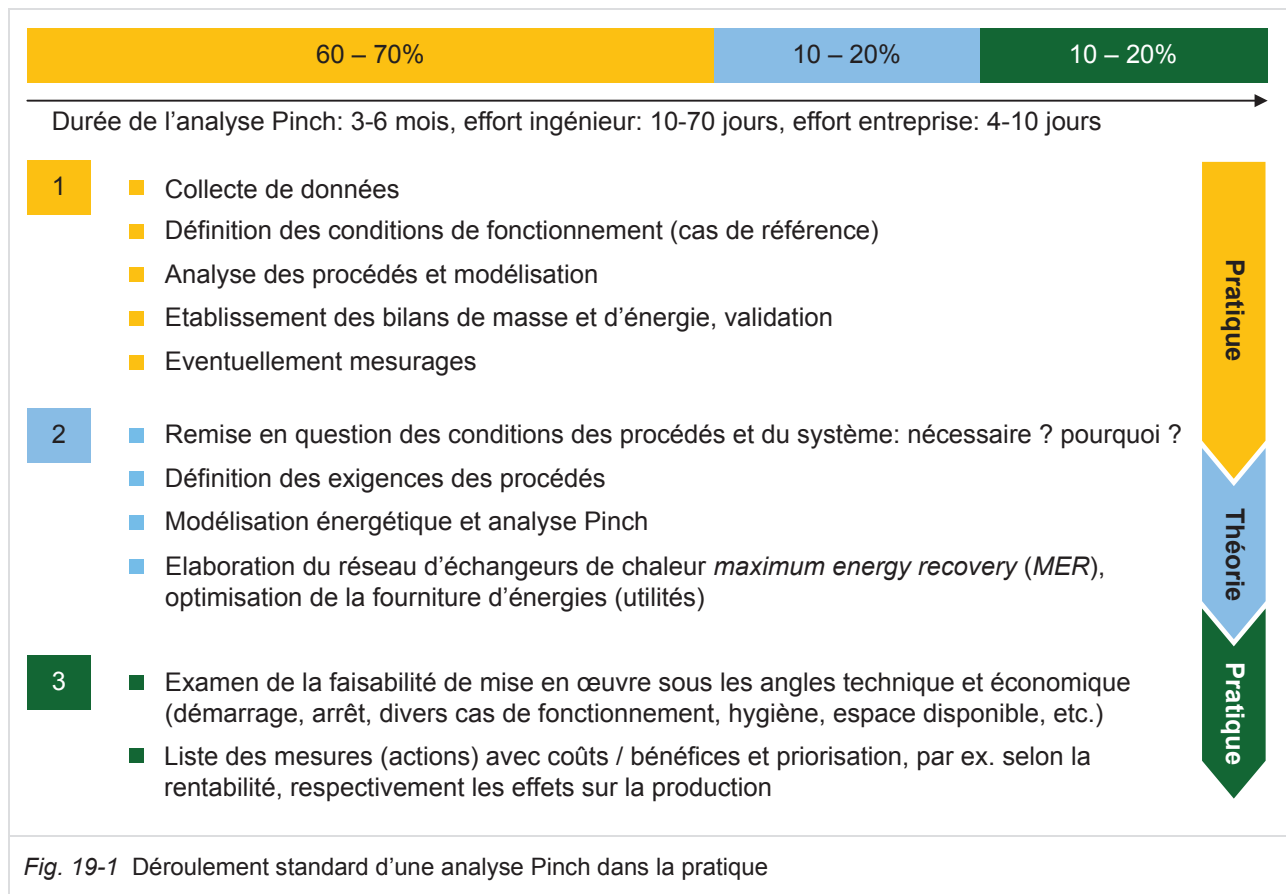 60 – 70%
10 – 20%
10 – 20%
Durée de l'analyse Pinch: 3-6 mois, effort ingénieur: 10-70 jours, effort entreprise: 4-10 jours
1
Collecte de données
Définition des conditions de fonctionnement (cas de référence)
Analyse des procédés et modélisation
Etablissement des bilans de masse et d'énergie, validation
Eventuellement mesurages
Pratique
2
Remise en question des conditions des procédés et du système: nécessaire ? pourquoi ?
Définition des exigences des procédés
Modélisation énergétique et analyse Pinch
Elaboration du réseau d'échangeurs de chaleur maximum energy recovery (MER),
optimisation de la fourniture d'énergies (utilités)
Théorie
3
Examen de la faisabilité de mise en œuvre sous les angles technique et économique
(démarrage, arrêt, divers cas de fonctionnement, hygiène, espace disponible, etc.)
Liste des mesures (actions) avec coûts / bénéfices et priorisation, par ex. selon la
rentabilité, respectivement les effets sur la production
Pratique
Fig. 19-1 Déroulement standard d'une analyse Pinch dans la pratique